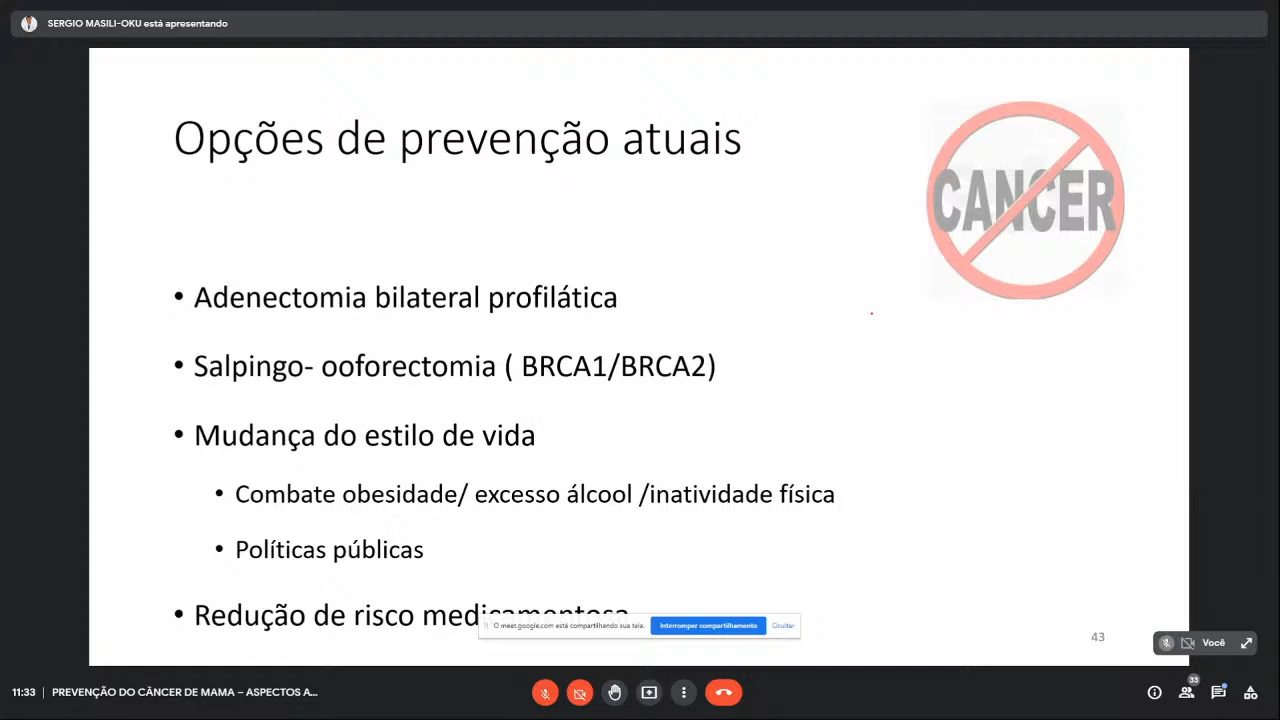 SERGIO MASILI-OKU está apresentando
Opções de prevenção atuais
CANCER
• Adenectomia bilateral profilática
• Salpingo- ooforectomia ( BRCA1/BRCA2)
• Mudança do estilo de vida
• Combate obesidade/ excesso álcool /inatividade física
• Políticas públicas
• Redução de risco medicamentosa
O meet.google.com está compartilhando sua tela. Interromper compartilhamento Ocultar
43
Você
11:33 | PREVENÇÃO DO CÂNCER DE MAMA – ASPECTOS A...
33